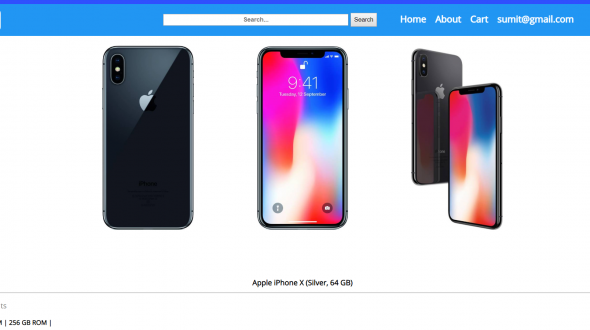 Search... Search Home About Cart sumit@gmail.com
iPhone
9:41
Tuesday, 12 September
Apple iPhone X (Silver, 64 GB)
ts
M | 256 GB ROM |